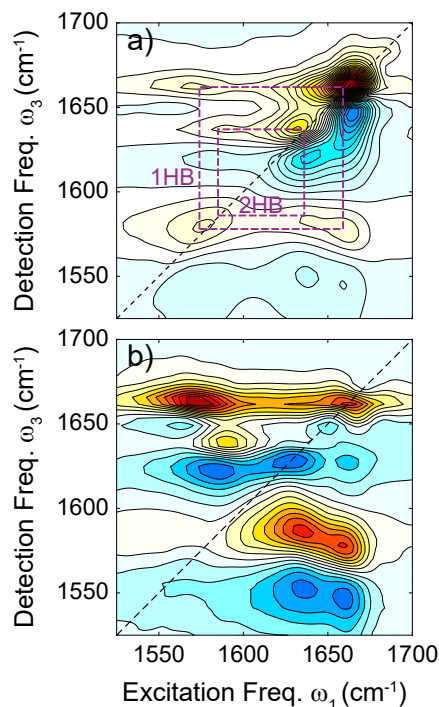 a)
1700
1650
1600
1550
Detection Freq. ω3 (cm-1)
1HB
2HB
b)
1700
1650
1600
1550
Detection Freq. ω3 (cm-1)
1550
1600
1650
1700
Excitation Freq. ω1 (cm-1)